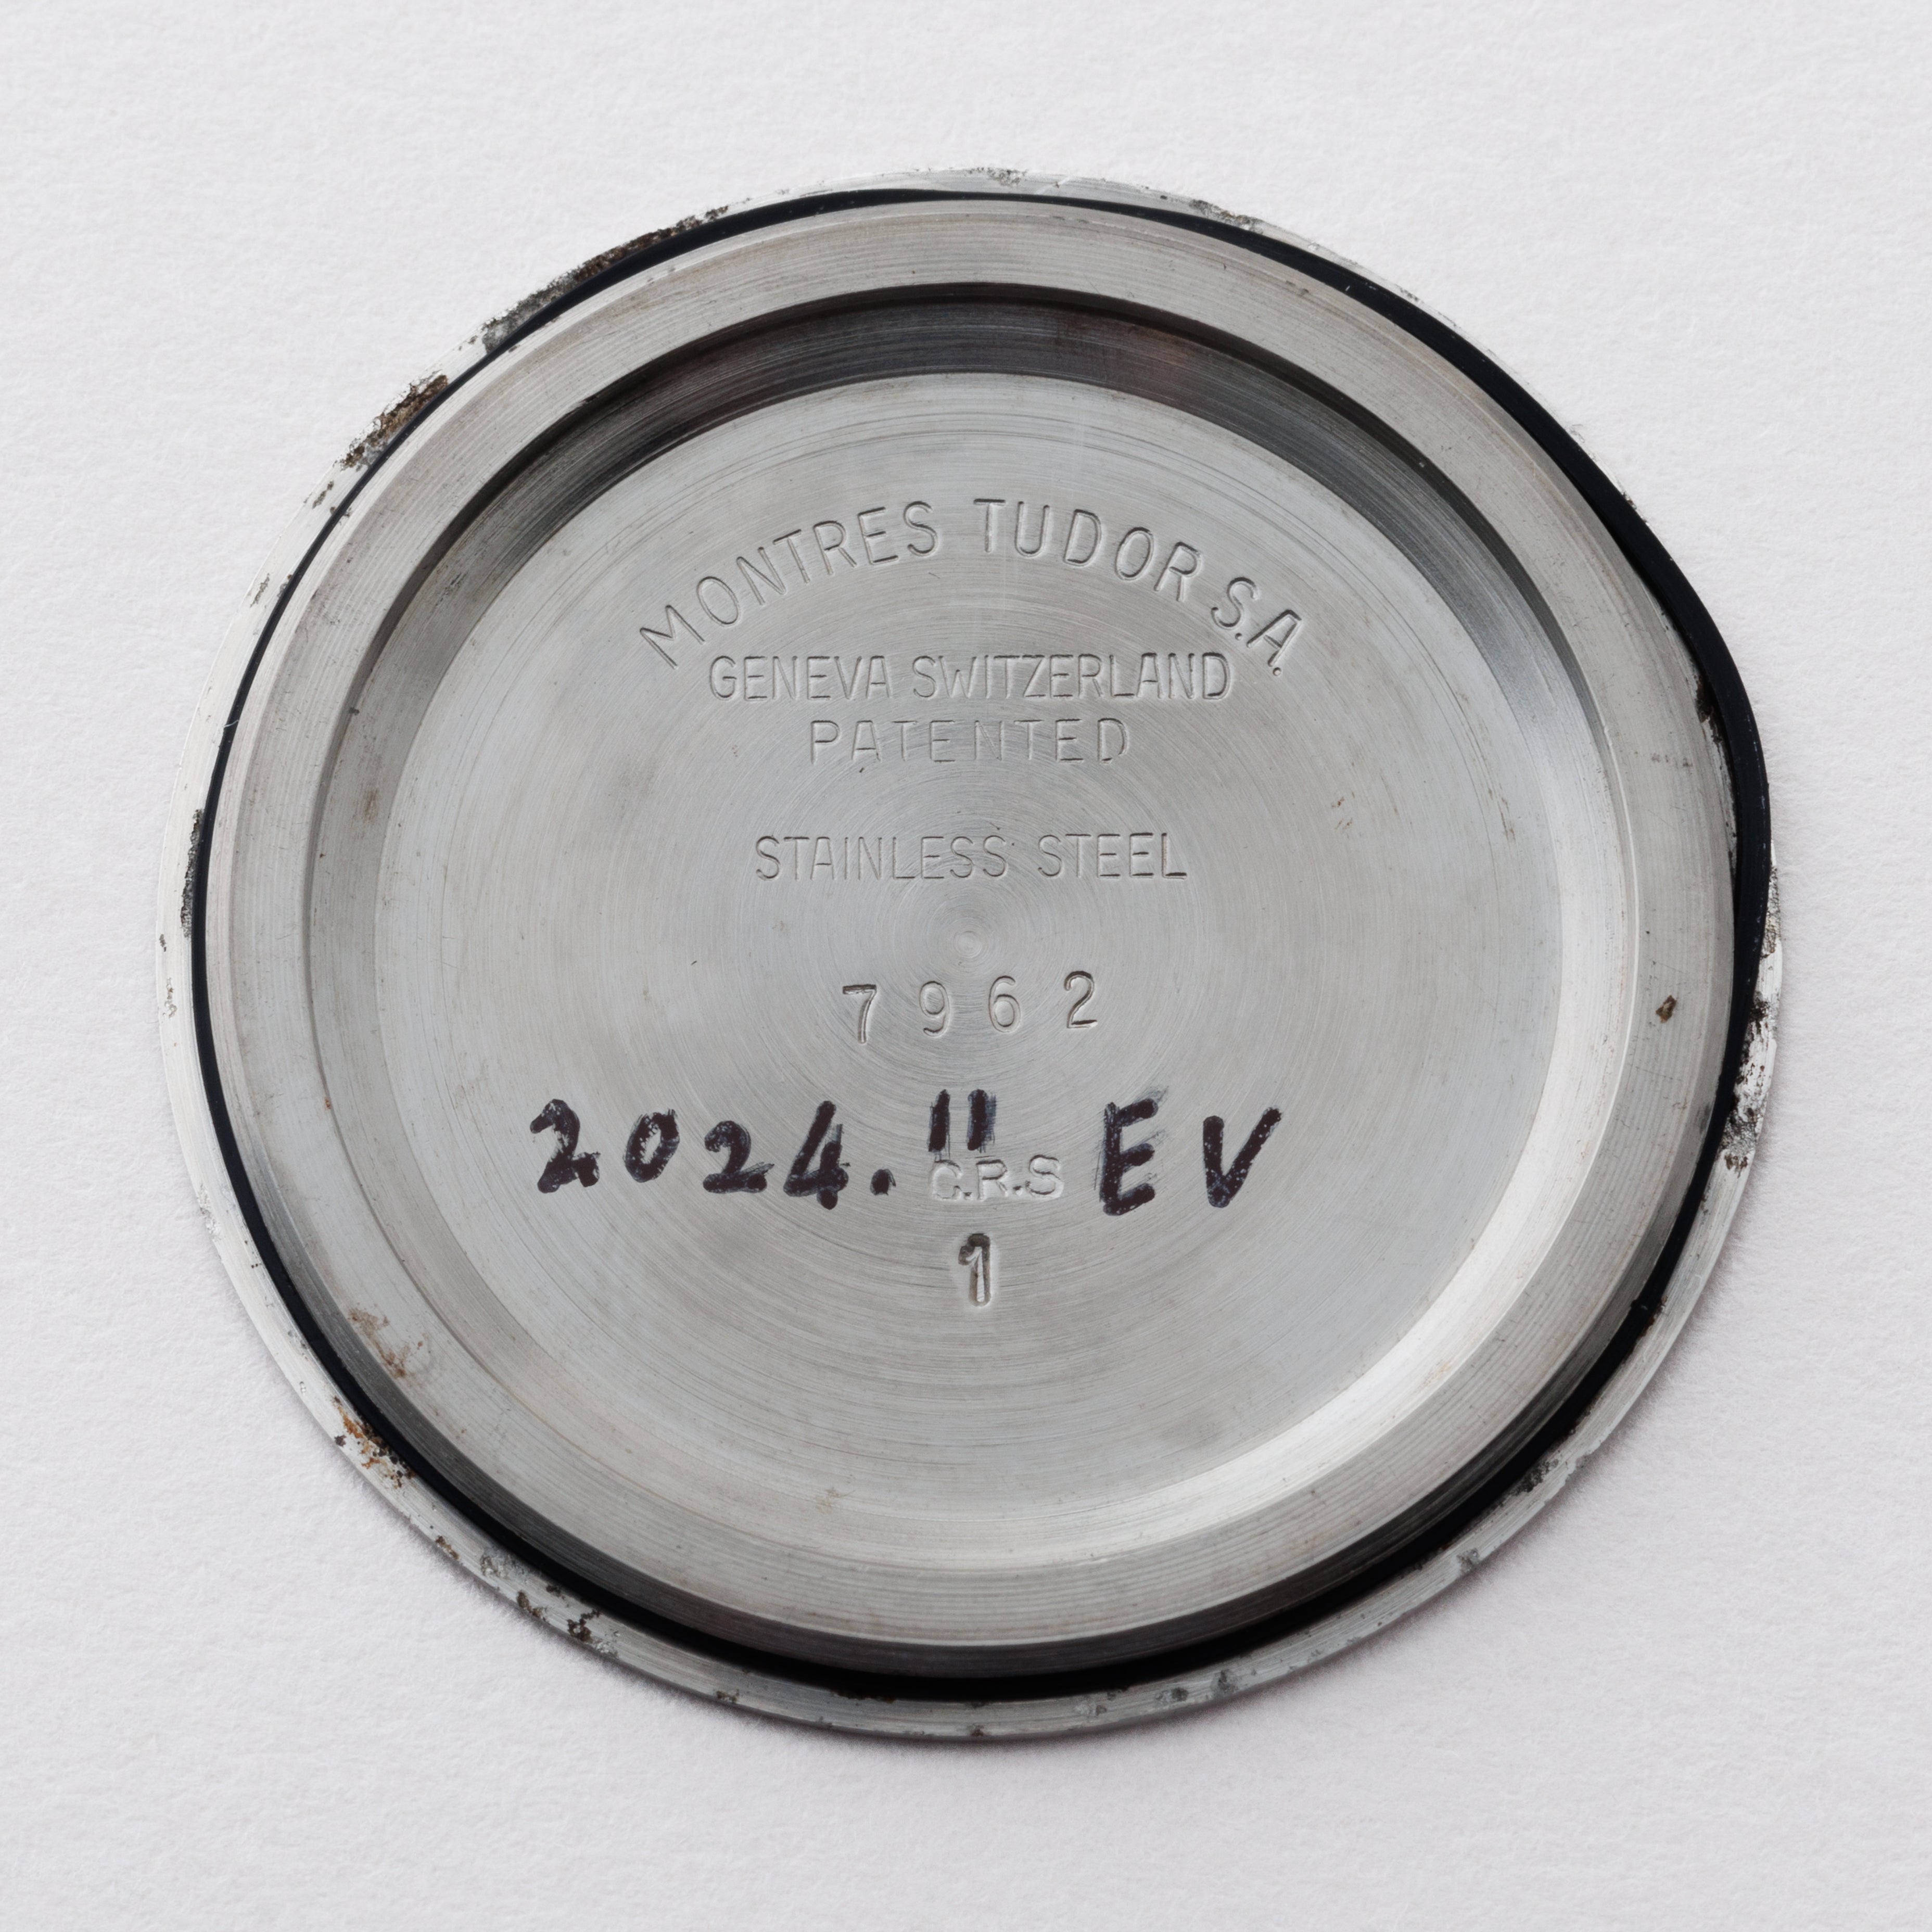 MONTRES TUDOR S.A.
GENEVA SWITZERLAND
PATENTED
STAINLESS STEEL
7962
2024.11 EV
C.R.S
1